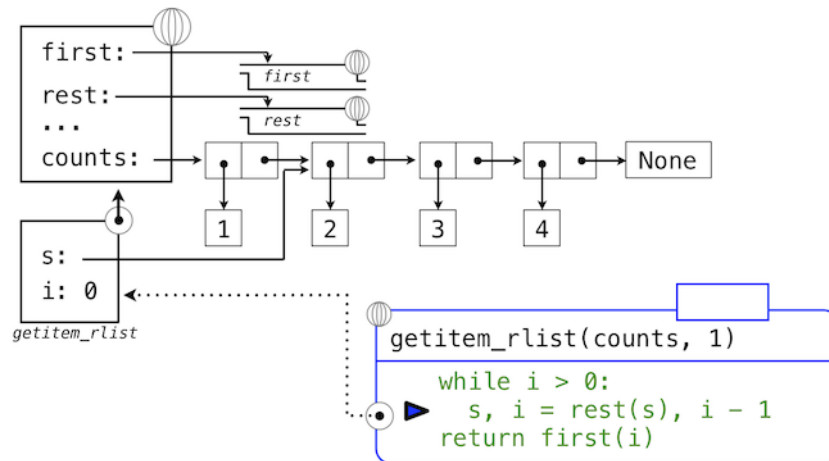 first:
first
rest:
rest
...
counts:
None
1 2 3 4
s:
i: 0
getitem_rlist
getitem_rlist(counts, 1)
while i > 0:
s, i = rest(s), i - 1
return first(i)